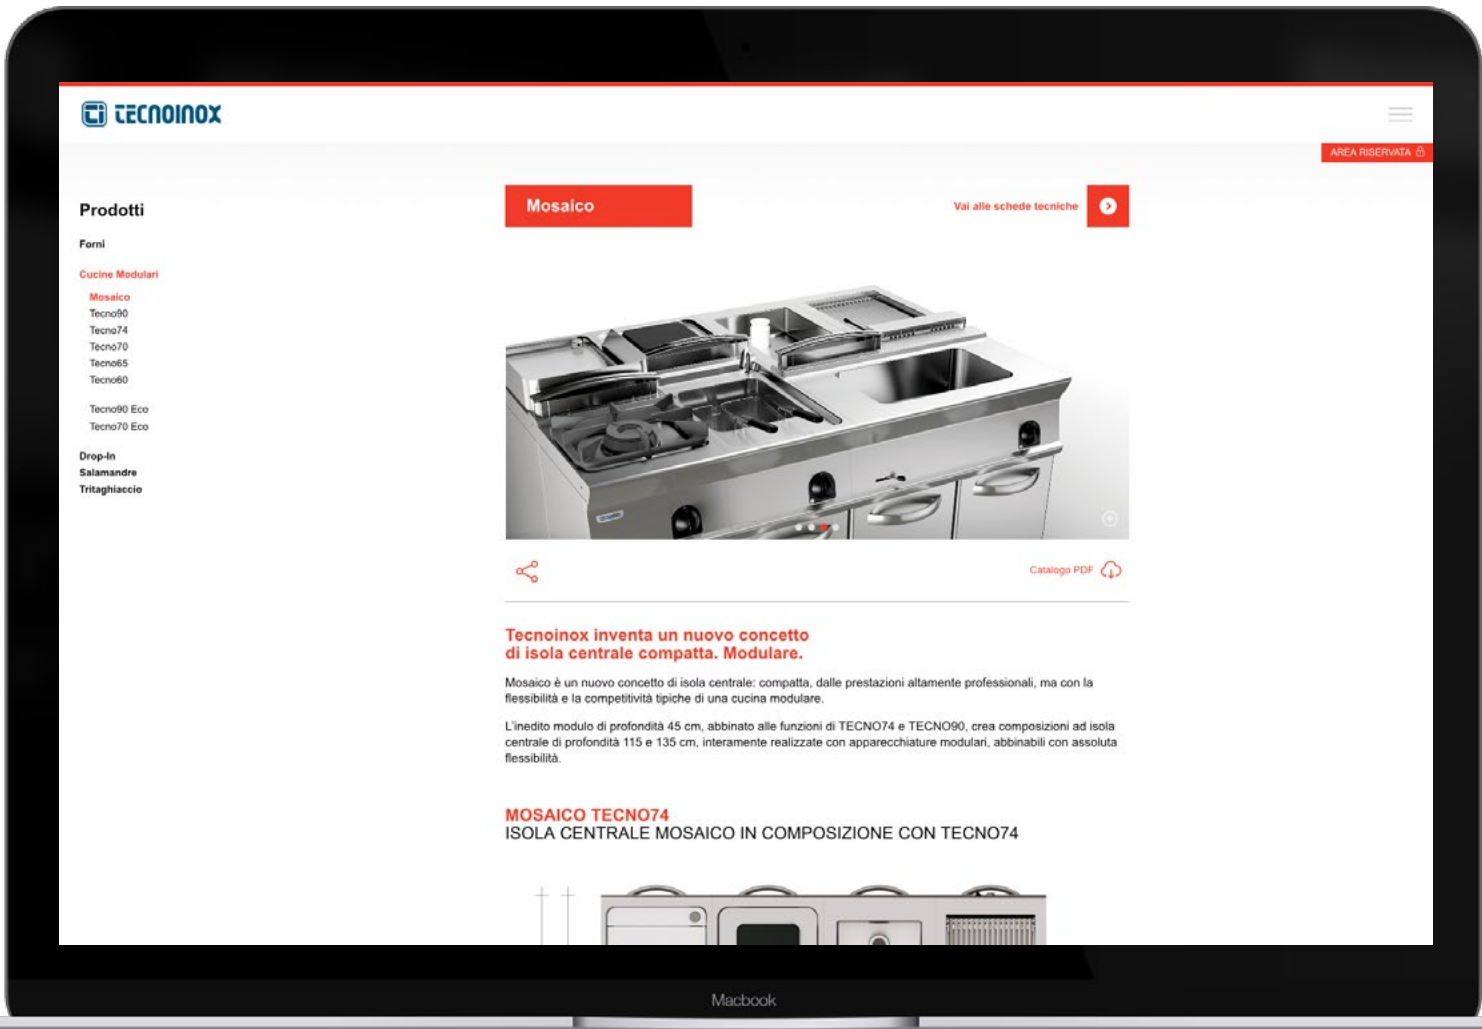 TECNOINOX
AREA RISERVATA
Prodotti
Forni
Cucine Modulari
Mosaico
Tecno90
Tecno74
Tecno70
Tecno65
Tecno60
Tecno90 Eco
Tecno70 Eco
Drop-In
Salamandre
Tritaghiaccio
Mosaico
Vai alle schede tecniche
Catalogo PDF
Tecnoinox inventa un nuovo concetto
di isola centrale compatta. Modulare.
Mosaico è un nuovo concetto di isola centrale: compatta, dalle prestazioni altamente professionali, ma con la
flessibilità e la competitività tipiche di una cucina modulare.
L'inedito modulo di profondità 45 cm, abbinato alle funzioni di TECNO74 e TECNO90, crea composizioni ad isola
centrale di profondità 115 e 135 cm, interamente realizzate con apparecchiature modulari, abbinabili con assoluta
flessibilità.
MOSAICO TECNO74
ISOLA CENTRALE MOSAICO IN COMPOSIZIONE CON TECNO74
Macbook